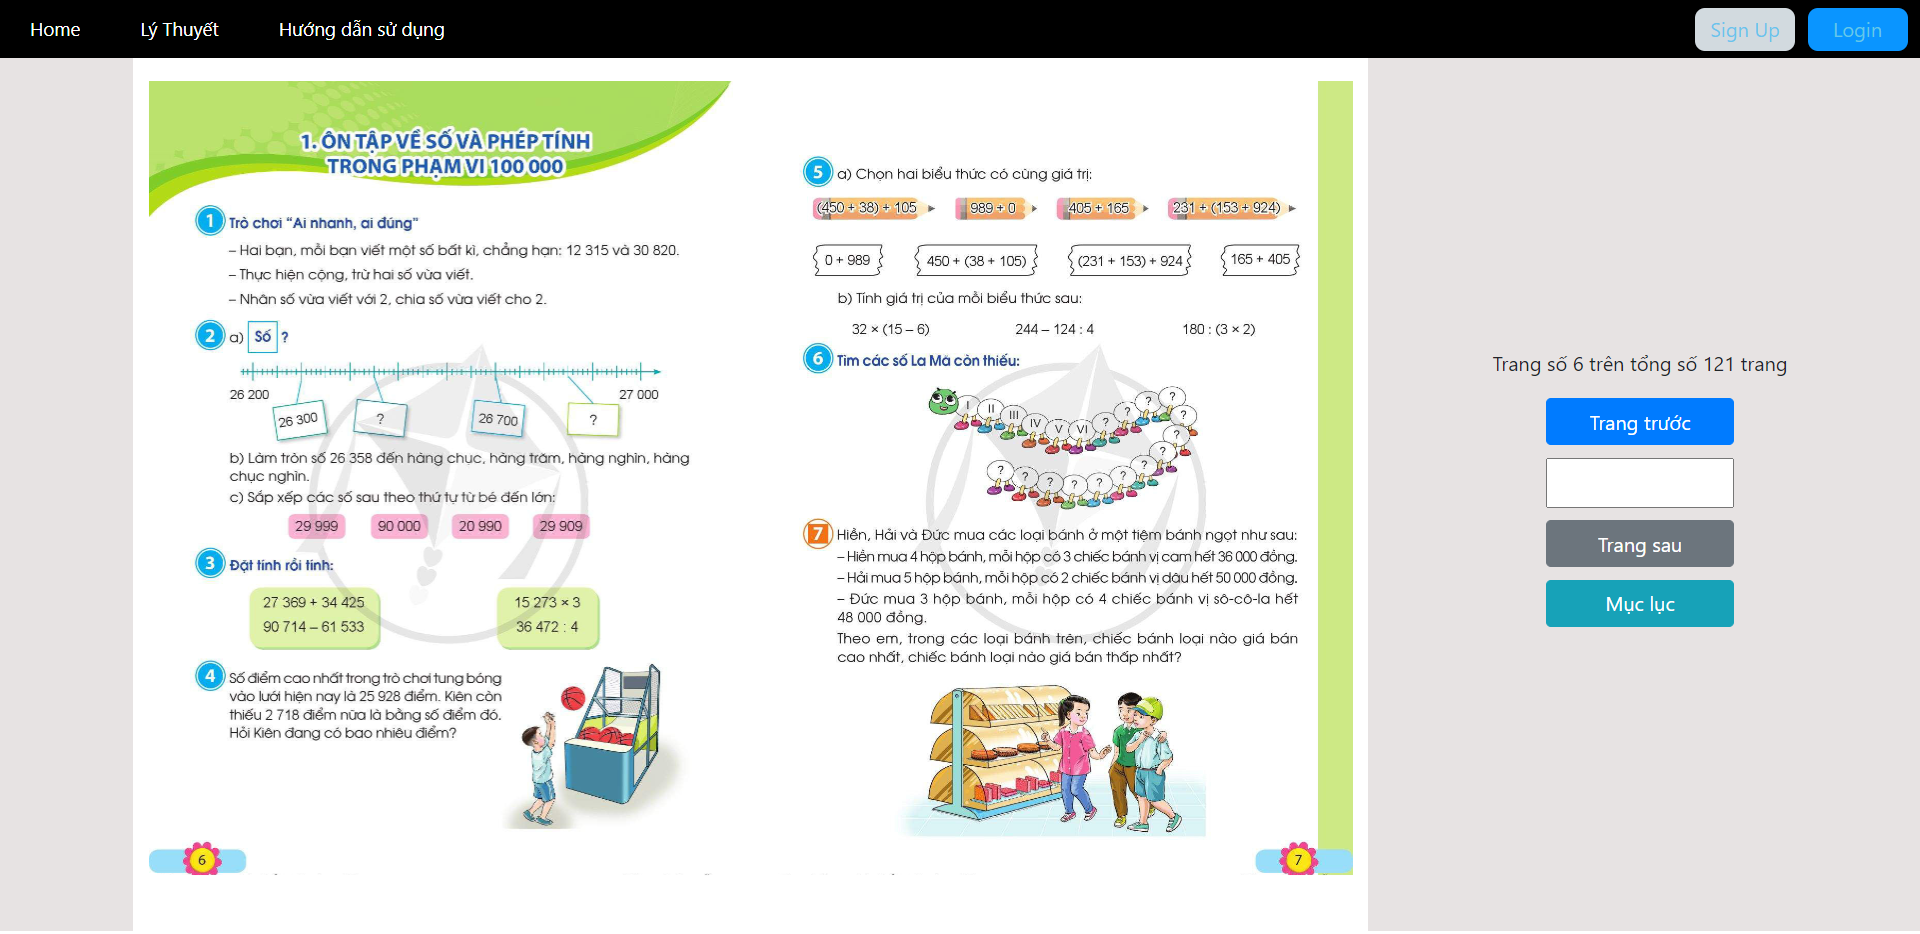 Home
Lý Thuyết
Hướng dẫn sử dụng
Sign Up
Login
1. ÔN TẬP VỀ SỐ VÀ PHÉP TÍNH
TRONG PHẠM VI 100 000
1 Trò chơi “Ai nhanh, ai đúng”
– Hai bạn, mỗi bạn viết một số bất kì, chẳng hạn: 12 315 và 30 820.
– Thực hiện cộng, trừ hai số vừa viết.
– Nhân số vừa viết với 2, chia số vừa viết cho 2.
2 a) Số ?
26 200
27 000
26 300
?
26 700
?
b) Làm tròn số 26 358 đến hàng chục, hàng trăm, hàng nghìn, hàng
chục nghìn.
c) Sắp xếp các số sau theo thứ tự từ bé đến lớn:
29 999
90 000
20 990
29 909
3 Đặt tính rồi tính:
27 369 + 34 425
90 714 – 61 533
15 273 × 3
36 472 : 4
4 Số điểm cao nhất trong trò chơi tung bóng
vào lưới hiện nay là 25 928 điểm. Kiên còn
thiếu 2 718 điểm nữa là bằng số điểm đó.
Hỏi Kiên đang có bao nhiêu điểm?
6
5 a) Chọn hai biểu thức có cùng giá trị:
(450 + 38) + 105
989 + 0
405 + 165
231 + (153 + 924)
0 + 989
450 + (38 + 105)
(231 + 153) + 924
165 + 405
b) Tính giá trị của mỗi biểu thức sau:
32 × (15 – 6)
244 – 124 : 4
180 : (3 × 2)
6 Tìm các số La Mã còn thiếu:
I
II
III
IV
V
VI
?
?
?
?
?
?
?
?
?
?
?
?
?
?
7 Hiền, Hải và Đức mua các loại bánh ở một tiệm bánh ngọt như sau:
– Hiền mua 4 hộp bánh, mỗi hộp có 3 chiếc bánh vị cam hết 36 000 đồng.
– Hải mua 5 hộp bánh, mỗi hộp có 2 chiếc bánh vị dâu hết 50 000 đồng.
– Đức mua 3 hộp bánh, mỗi hộp có 4 chiếc bánh vị sô-cô-la hết
48 000 đồng.
Theo em, trong các loại bánh trên, chiếc bánh loại nào giá bán
cao nhất, chiếc bánh loại nào giá bán thấp nhất?
7
Trang số 6 trên tổng số 121 trang
Trang trước
Trang sau
Mục lục